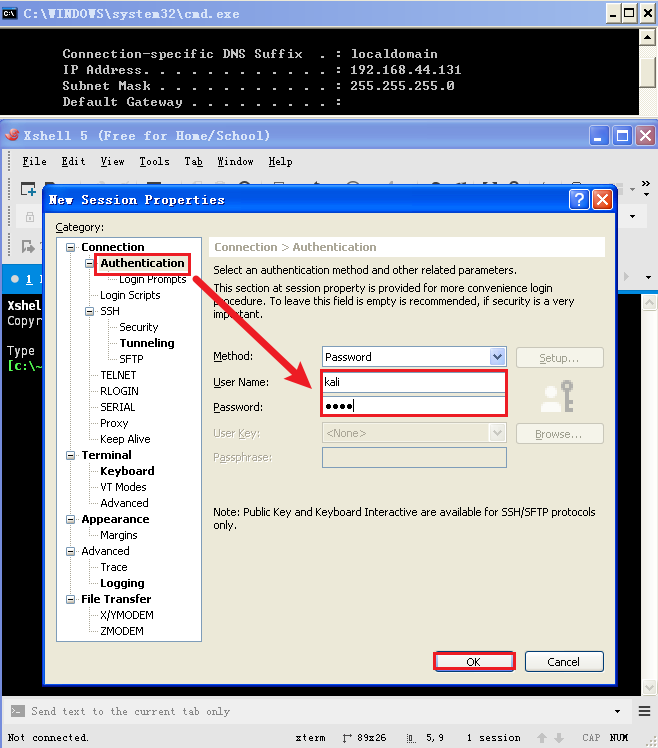 C:\WINDOWS\system32\cmd.exe
Connection-specific DNS Suffix . : localdomain
IP Address. . . . . . . . . . . . : 192.168.44.131
Subnet Mask . . . . . . . . . . . : 255.255.255.0
Default Gateway . . . . . . . . . :
Xshell 5 (Free for Home/School)
File Edit View Tools Tab Window Help
New Session Properties
Category:
Connection
Authentication
Login Prompts
Login Scripts
SSH
Security
Tunneling
SFTP
TELNET
RLOGIN
SERIAL
Proxy
Keep Alive
Terminal
Keyboard
VT Modes
Advanced
Appearance
Margins
Advanced
Trace
Logging
File Transfer
X/YMODEM
ZMODEM
Connection > Authentication
Select an authentication method and other related parameters.
This section at session property is provided for more convenience login
procedure. To leave this field is empty is recommended, if security is a very
important.
Method: Password Setup...
User Name: kali
Password: ●●●●
User Key: <None> Browse...
Passphrase:
Note: Public Key and Keyboard Interactive are available for SSH/SFTP protocols
only.
OK Cancel
1
Xshel
Copyr
Type
[c:\~
Send text to the current tab only
Not connected. xterm 89x26 5,9 1 session CAP NUM